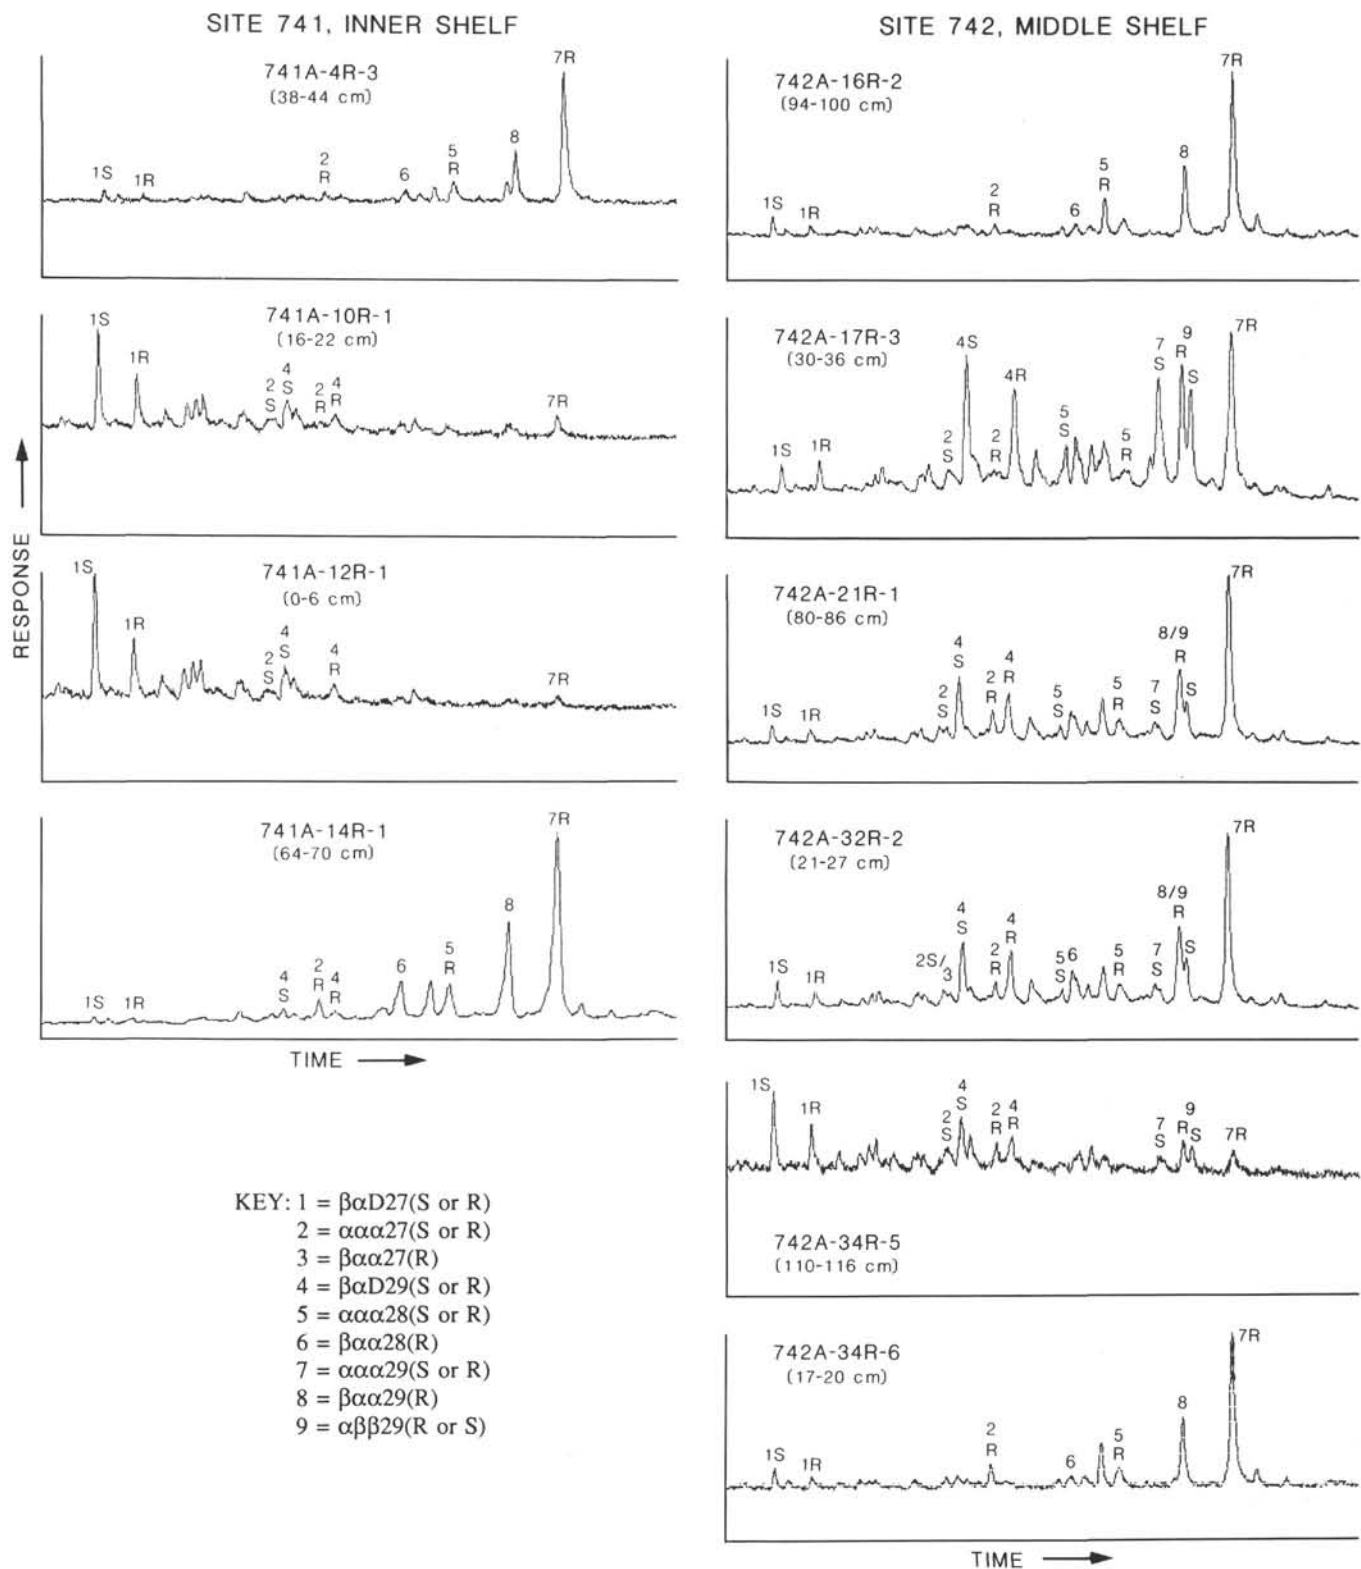 SITE 741, INNER SHELF
741A-4R-3
(38-44 cm)
1S
1R
2
R
6
5
R
8
7R
741A-10R-1
(16-22 cm)
1S
1R
2
S
4
S
2
R
4
R
7R
741A-12R-1
(0-6 cm)
1S
1R
2
S
4
S
4
R
7R
741A-14R-1
(64-70 cm)
1S
1R
4
S
2
R
4
R
6
5
R
8
7R
RESPONSE
TIME
SITE 742, MIDDLE SHELF
742A-16R-2
(94-100 cm)
1S
1R
2
R
6
5
R
8
7R
742A-17R-3
(30-36 cm)
1S
1R
2
S
4S
2
R
4R
5
S
5
R
7
S
9
R
S
7R
742A-21R-1
(80-86 cm)
1S
1R
2
S
4
S
2
R
4
R
5
S
5
R
7
S
8/9
R
S
7R
742A-32R-2
(21-27 cm)
1S
1R
2S/
3
4
S
2
R
4
R
5
S
6
5
R
7
S
8/9
R
S
7R
1S
1R
2
S
4
S
2
R
4
R
7
S
9
R
S
7R
742A-34R-5
(110-116 cm)
742A-34R-6
(17-20 cm)
1S
1R
2
R
6
5
R
8
7R
TIME
KEY: 1 = βαD27(S or R)
2 = ααα27(S or R)
3 = βαα27(R)
4 = βαD29(S or R)
5 = ααα28(S or R)
6 = βαα28(R)
7 = ααα29(S or R)
8 = βαα29(R)
9 = αββ29(R or S)